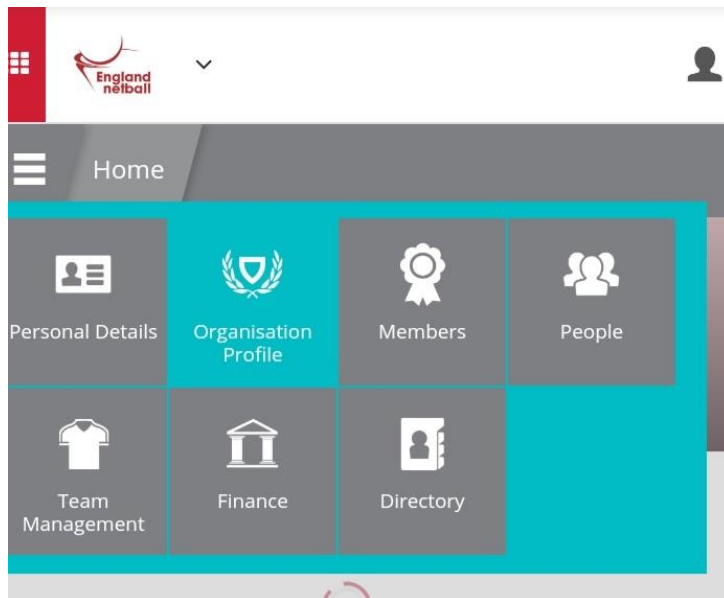 England
netball
Home
Personal Details
Organisation
Profile
Members
People
Team
Management
Finance
Directory